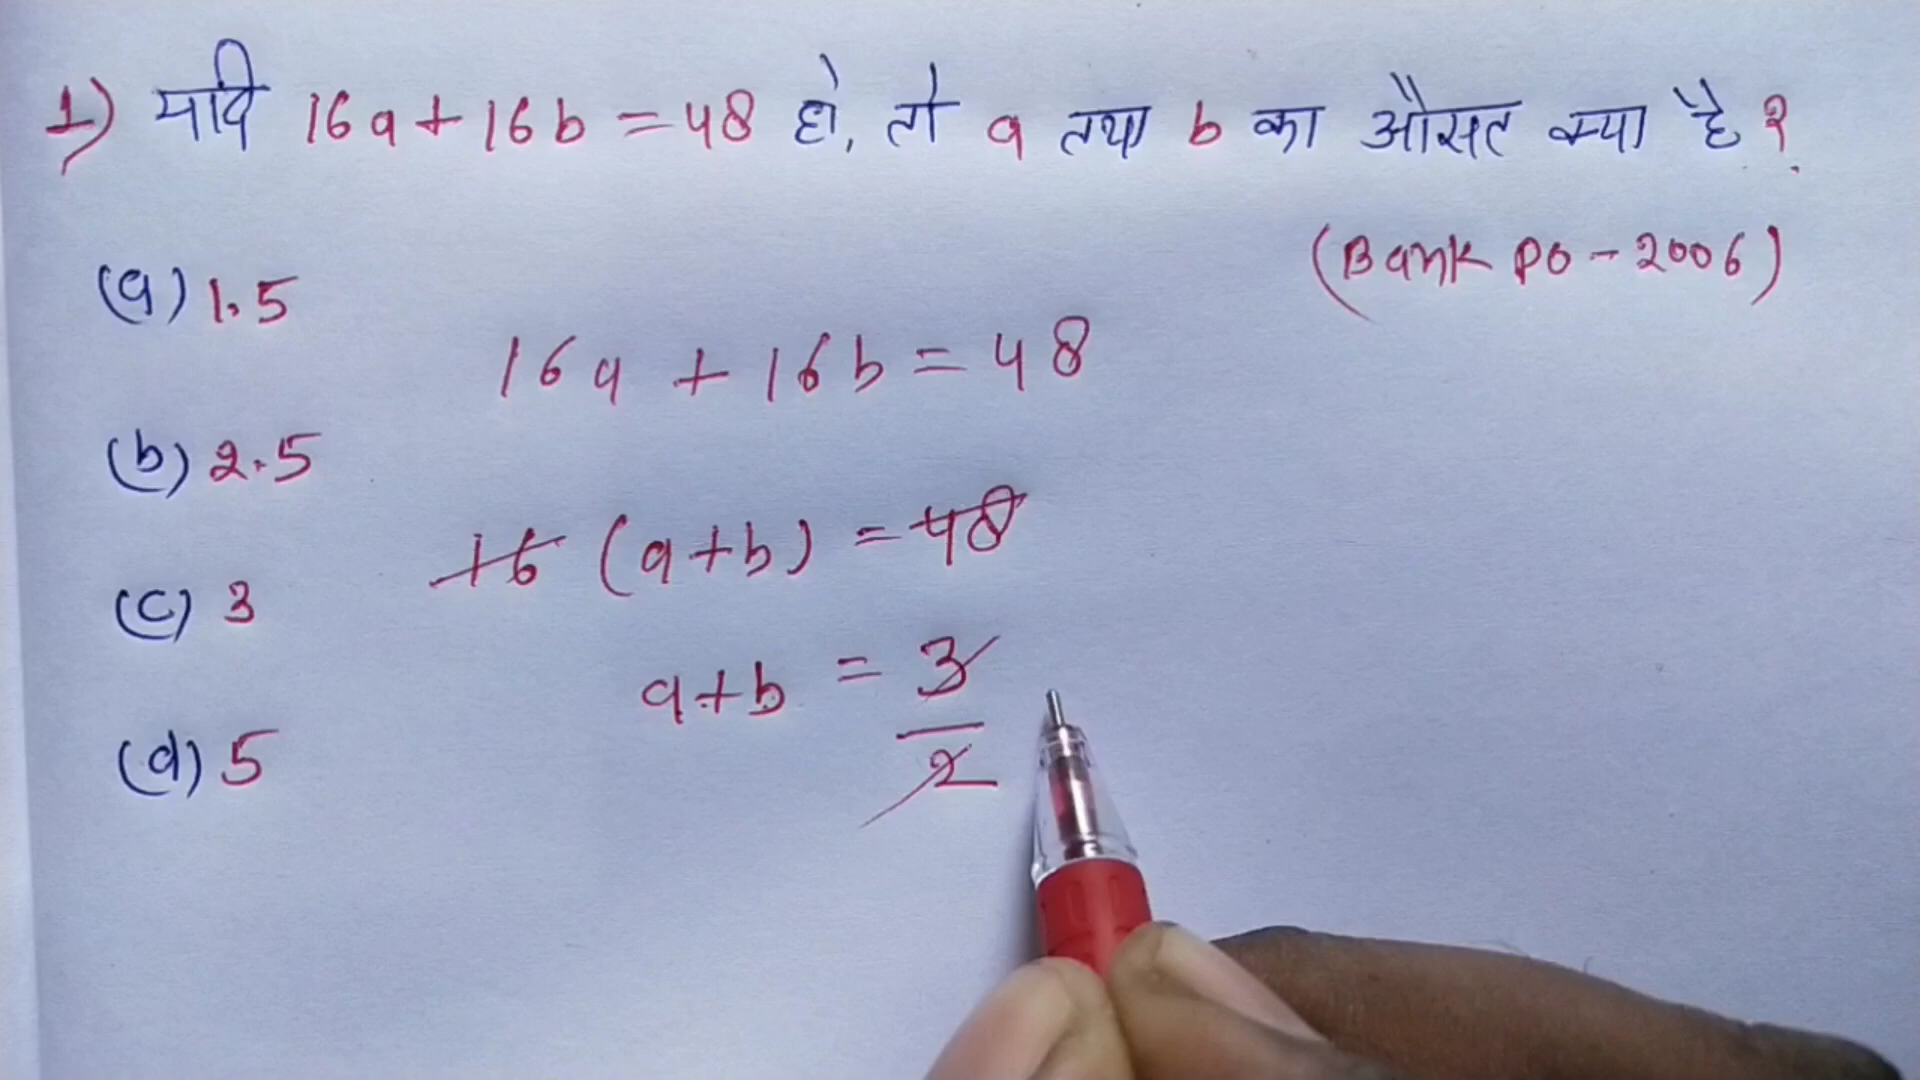 1) यदि 16a+16b=48 हो, तो a तथा b का औसत क्या है?
(Bank PO-2006)
(a) 1.5
16a + 16b = 48
(b) 2.5
16 (a+b) = 48
(c) 3
a+b = 3
2
(d) 5